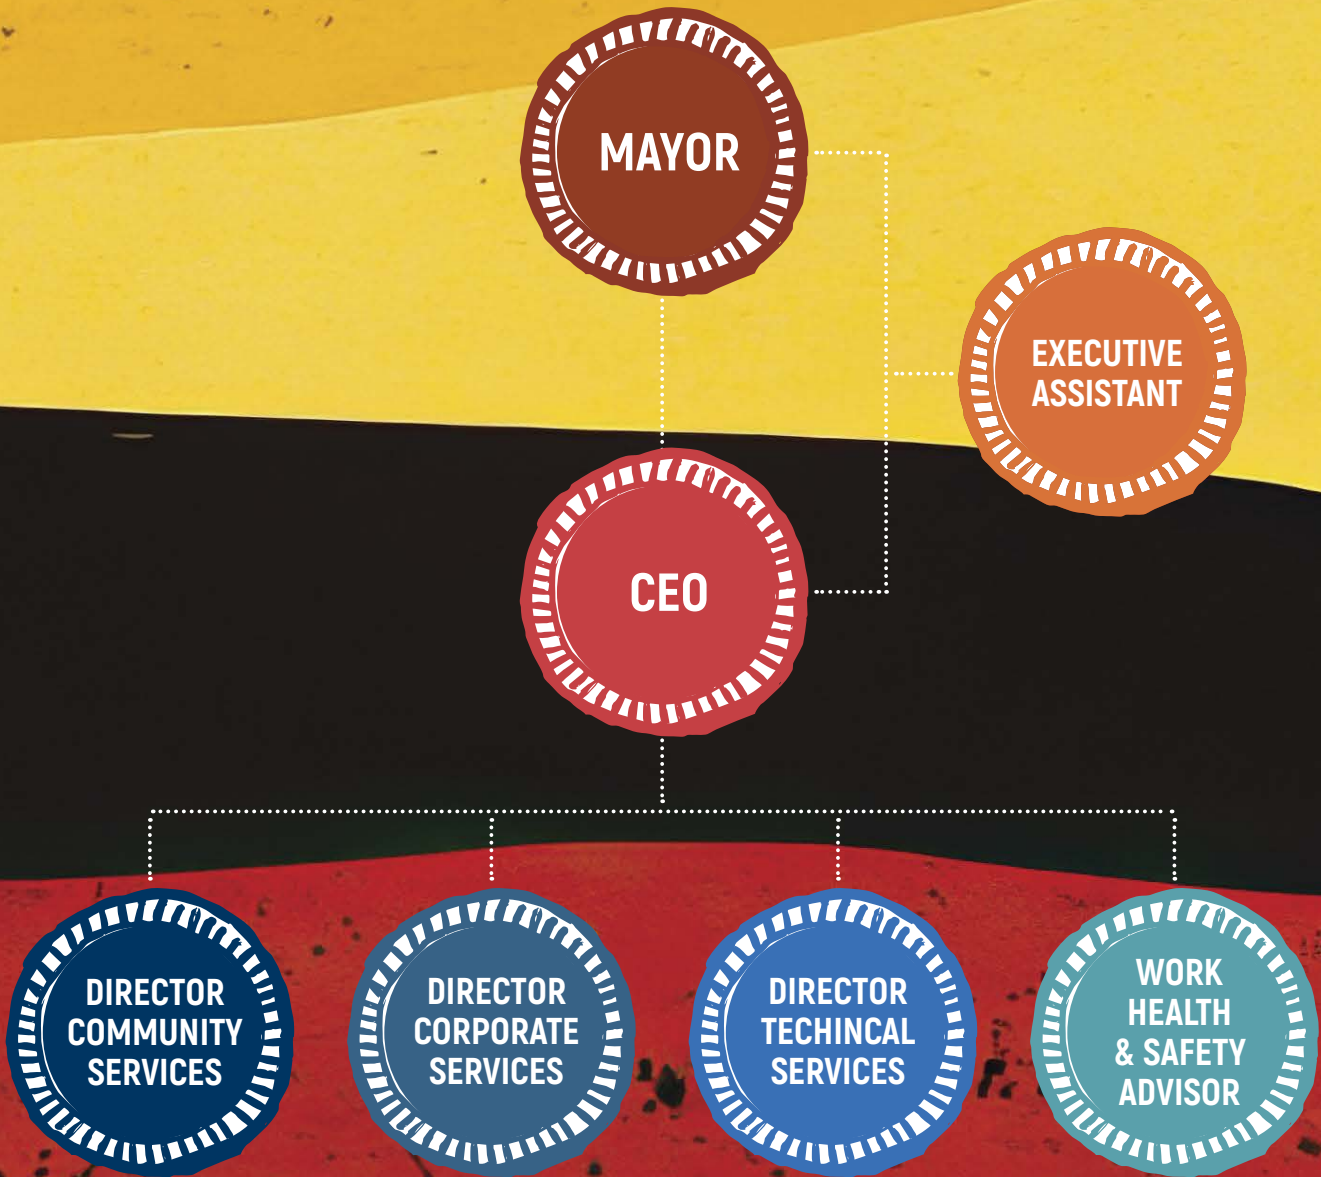 MAYOR
EXECUTIVE
ASSISTANT
CEO
DIRECTOR
COMMUNITY
SERVICES
DIRECTOR
CORPORATE
SERVICES
DIRECTOR
TECHINCAL
SERVICES
WORK
HEALTH
& SAFETY
ADVISOR